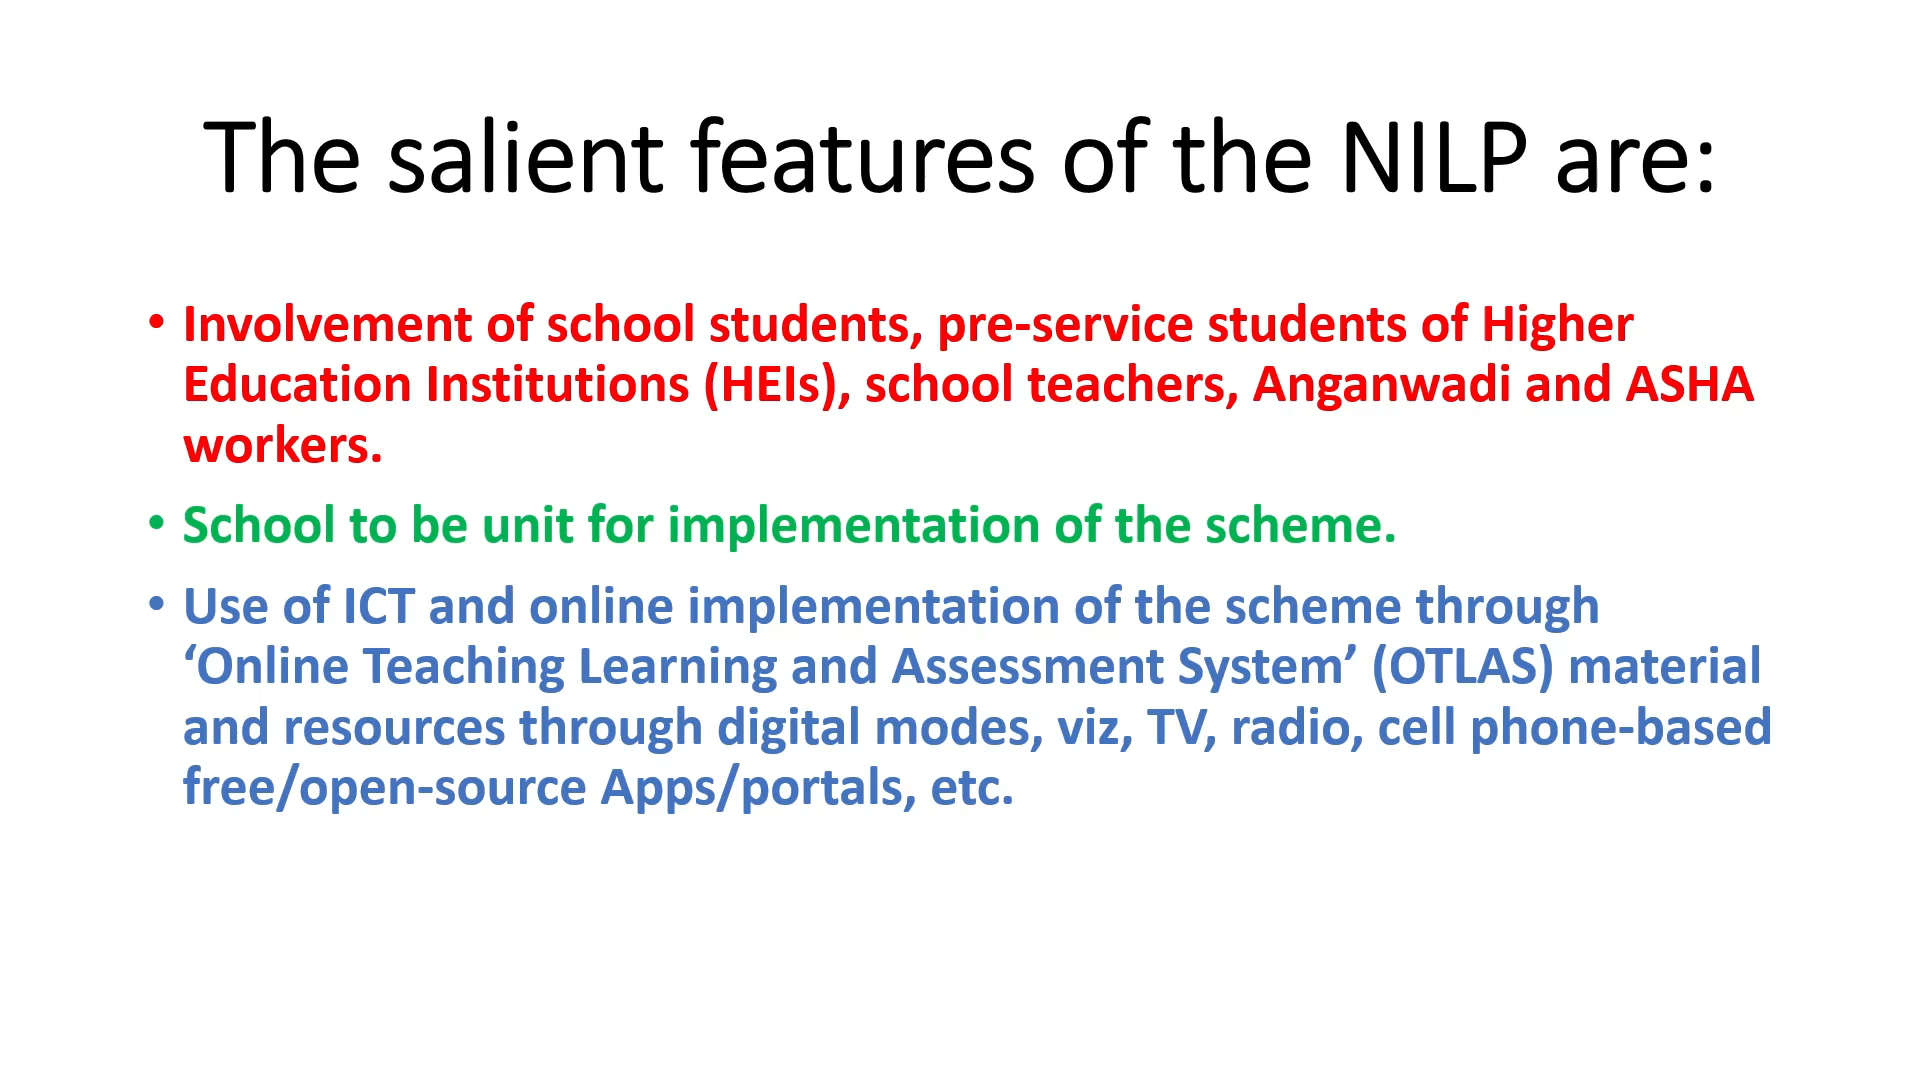 The salient features of the NILP are:
• Involvement of school students, pre-service students of Higher
Education Institutions (HEIs), school teachers, Anganwadi and ASHA
workers.
• School to be unit for implementation of the scheme.
• Use of ICT and online implementation of the scheme through
‘Online Teaching Learning and Assessment System’ (OTLAS) material
and resources through digital modes, viz, TV, radio, cell phone-based
free/open-source Apps/portals, etc.